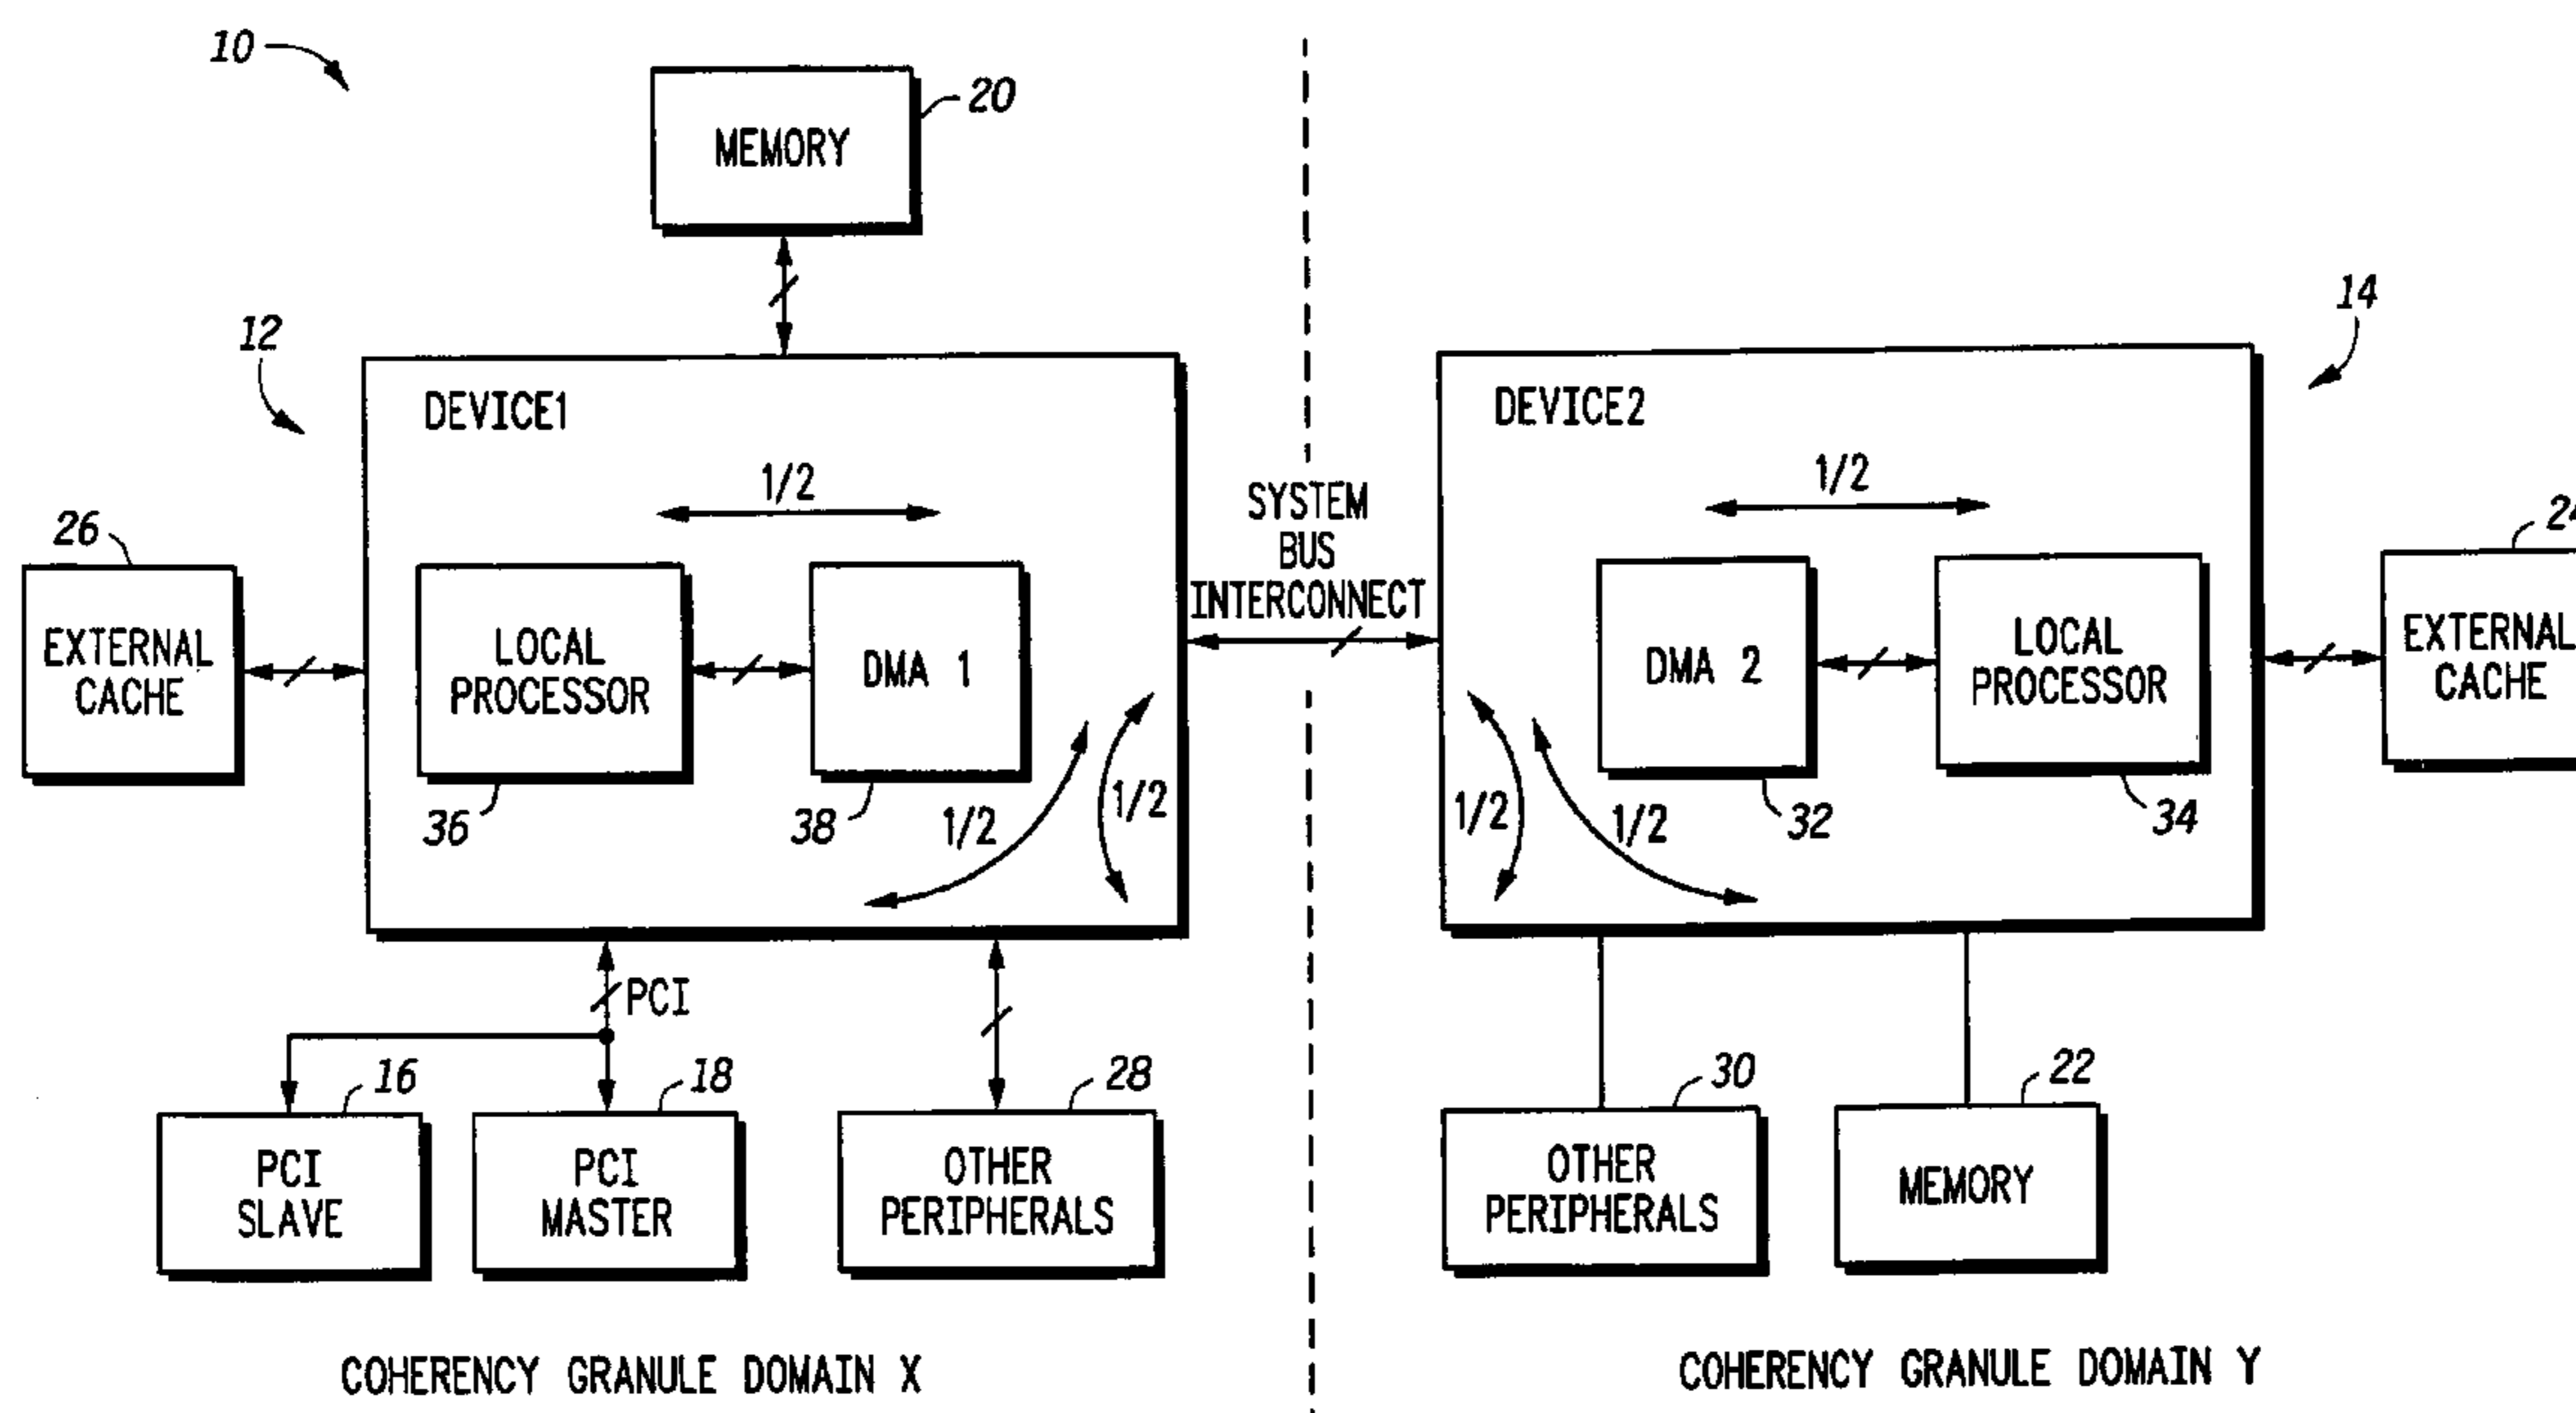 10
MEMORY
20
12
14
DEVICE1
DEVICE2
1/2
1/2
SYSTEM
BUS
INTERCONNECT
26
EXTERNAL
CACHE
LOCAL
PROCESSOR
DMA 1
DMA 2
LOCAL
PROCESSOR
24
EXTERNAL
CACHE
36
38
1/2
1/2
1/2
1/2
32
34
PCI
16
18
28
30
22
PCI
SLAVE
PCI
MASTER
OTHER
PERIPHERALS
OTHER
PERIPHERALS
MEMORY
COHERENCY GRANULE DOMAIN X
COHERENCY GRANULE DOMAIN Y